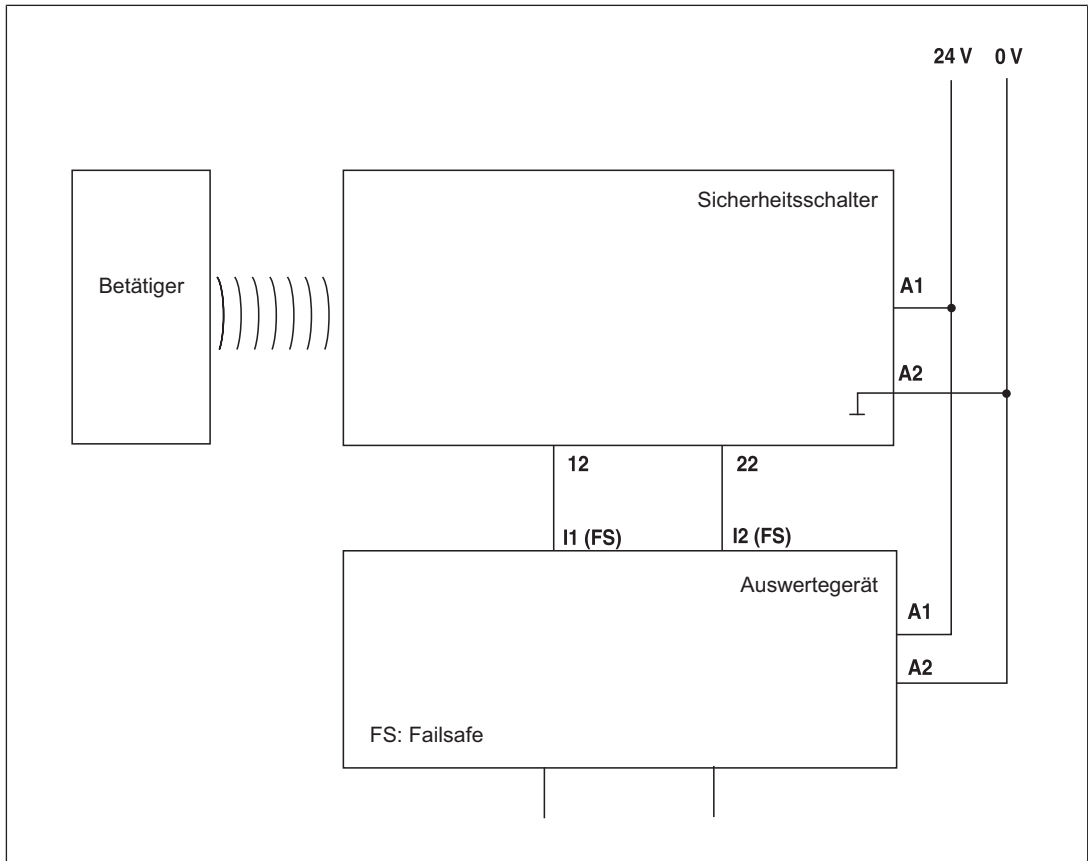 24 V 0 V
Sicherheitsschalter
Betätiger
A1
A2
12 22
I1 (FS) I2 (FS)
Auswertegerät
A1
A2
FS: Failsafe